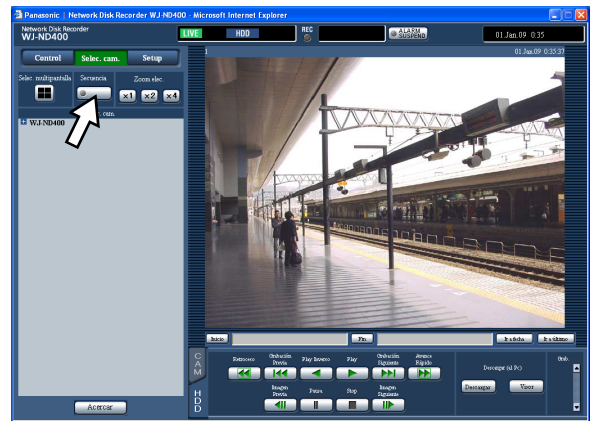 Panasonic | Network Disk Recorder WJ-ND400 - Microsoft Internet Explorer
Network Disk Recorder
WJ-ND400
LIVE HDD REC ALARM SUSPEND 01.Jan.09 0:35
Control Selec. cam. Setup
1 01.Jan.09 0:35:37
Selec. multipantalla Secuencia Zoom elec.
x1 x2 x4
cam.
WJ-ND400
Inicio Fin Ir a fecha Ir a último
CAM
Retroceso Grabación Previa Play Inverso Play Grabación Siguiente Avance Rápido
Descargar (al Pc)
Grab.
HDD
Imagen Previa Pausa Stop Imagen Siguiente
Descargar Visor
Acercar